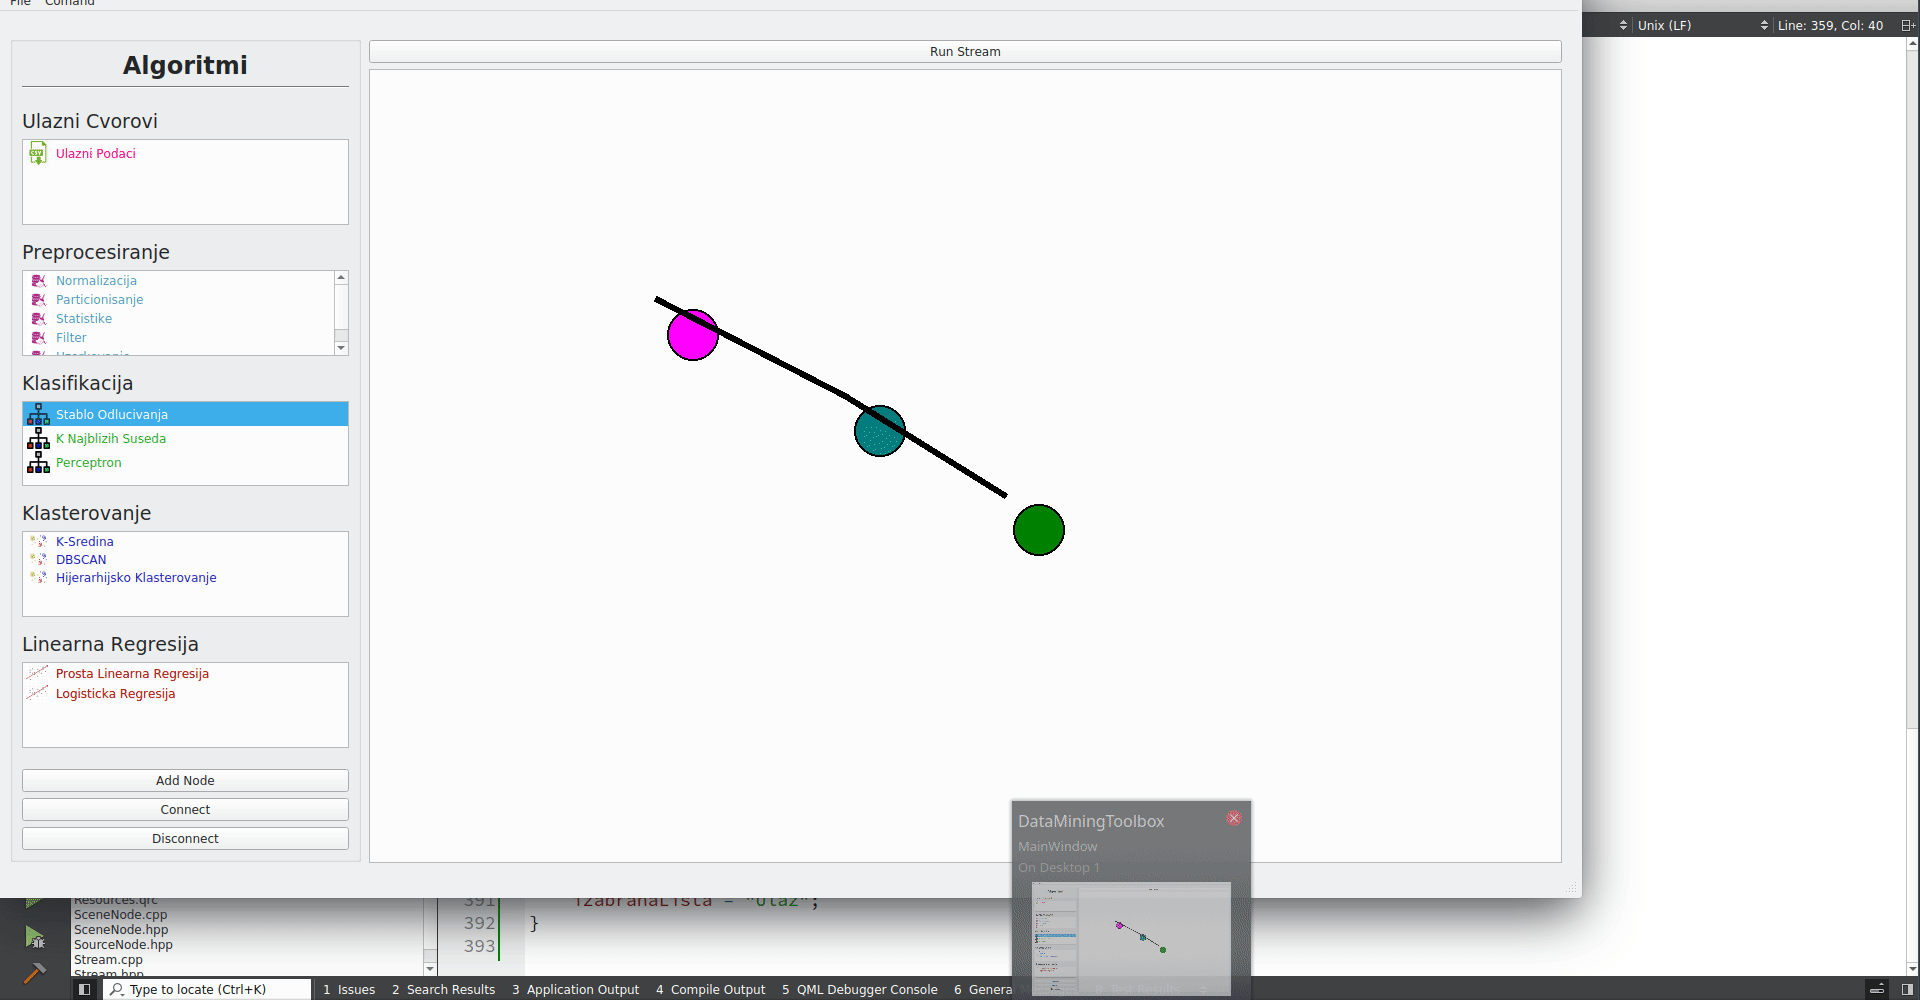 File Comand
Unix (LF) Line: 359, Col: 40
Algoritmi
Run Stream
Ulazni Cvorovi
Ulazni Podaci
Preprocesiranje
Normalizacija
Particionisanje
Statistike
Filter
Klasifikacija
Stablo Odlucivanja
K Najblizih Suseda
Perceptron
Klasterovanje
K-Sredina
DBSCAN
Hijerarhijsko Klasterovanje
Linearna Regresija
Prosta Linearna Regresija
Logisticka Regresija
Add Node
Connect
Disconnect
DataMiningToolbox
MainWindow
On Desktop 1
Resources.qrc
SceneNode.cpp
SceneNode.hpp
SourceNode.hpp
Stream.cpp
Stream.hpp
391 izabranaLista = "Ulaz";
392 }
393
Type to locate (Ctrl+K) 1 Issues 2 Search Results 3 Application Output 4 Compile Output 5 QML Debugger Console 6 Genera